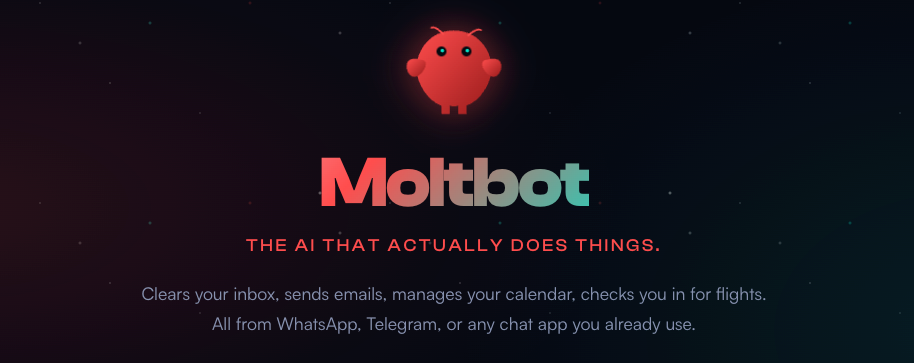 Moltbot
THE AI THAT ACTUALLY DOES THINGS.
Clears your inbox, sends emails, manages your calendar, checks you in for flights.
All from WhatsApp, Telegram, or any chat app you already use.